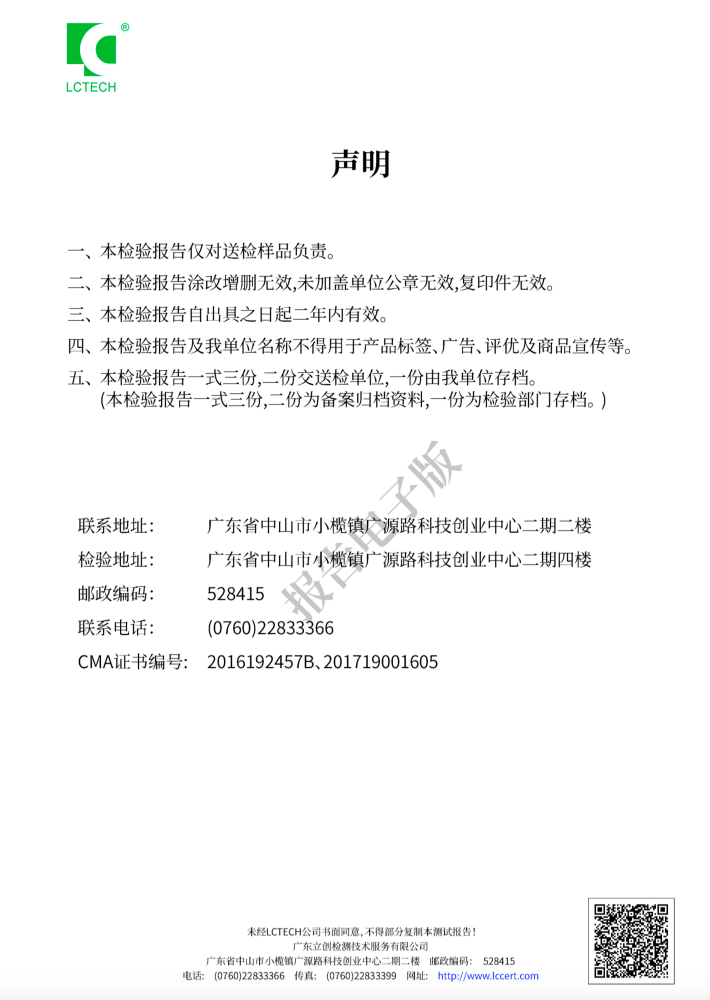 ®
LCTECH
声明
一、本检验报告仅对送检样品负责。
二、本检验报告涂改增删无效,未加盖单位公章无效,复印件无效。
三、本检验报告自出具之日起二年内有效。
四、本检验报告及我单位名称不得用于产品标签、广告、评优及商品宣传等。
五、本检验报告一式三份,二份交送检单位,一份由我单位存档。
(本检验报告一式三份,二份为备案归档资料,一份为检验部门存档。)
报告电子版
联系地址: 广东省中山市小榄镇广源路科技创业中心二期二楼
检验地址: 广东省中山市小榄镇广源路科技创业中心二期四楼
邮政编码: 528415
联系电话: (0760)22833366
CMA证书编号: 2016192457B、201719001605
未经LCTECH公司书面同意,不得部分复制本测试报告!
广东立创检测技术服务有限公司
广东省中山市小榄镇广源路科技创业中心二期二楼 邮政编码: 528415
电话: (0760)22833366 传真: (0760)22833399 网址: http://www.lccert.com